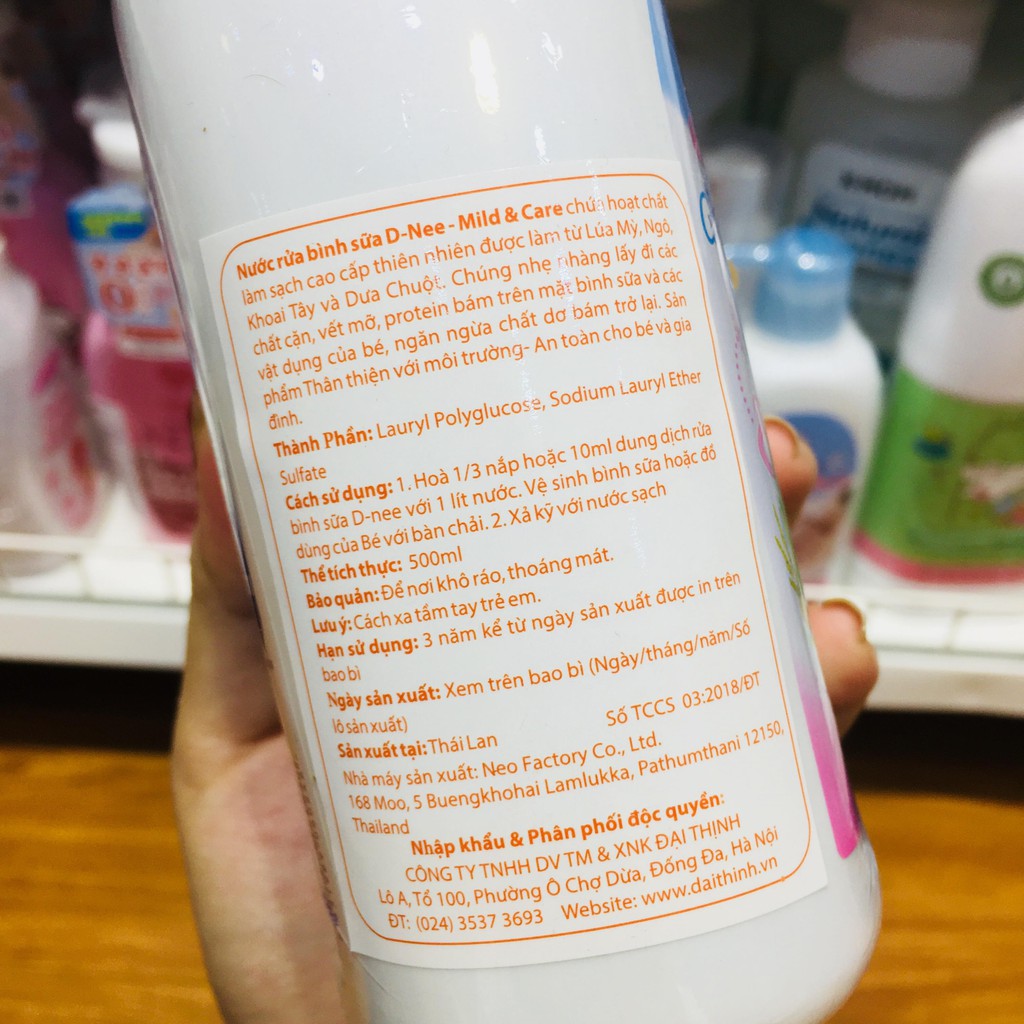 Nước rửa bình sữa D-Nee - Mild & Care chứa hoạt chất
làm sạch cao cấp thiên nhiên được làm từ Lúa Mỳ, Ngô,
Khoai Tây và Dưa Chuột. Chúng nhẹ nhàng lấy đi các
chất cặn, vết mỡ, protein bám trên mặt bình sữa và các
vật dụng của bé, ngăn ngừa chất dơ bám trở lại. Sản
phẩm Thân thiện với môi trường- An toàn cho bé và gia
đình.
Thành Phần: Lauryl Polyglucose, Sodium Lauryl Ether
Sulfate
Cách sử dụng: 1. Hoà 1/3 nắp hoặc 10ml dung dịch rửa
bình sữa D-nee với 1 lít nước. Vệ sinh bình sữa hoặc đồ
dùng của Bé với bàn chải. 2. Xả kỹ với nước sạch
Thể tích thực: 500ml
Bảo quản: Để nơi khô ráo, thoáng mát.
Lưu ý: Cách xa tầm tay trẻ em.
Hạn sử dụng: 3 năm kể từ ngày sản xuất được in trên
bao bì
Ngày sản xuất: Xem trên bao bì (Ngày/tháng/năm/Số
lô sản xuất)
Số TCCS 03:2018/ĐT
Sản xuất tại: Thái Lan
Nhà máy sản xuất: Neo Factory Co., Ltd.
168 Moo, 5 Buengkhohai Lamlukka, Pathumthani 12150,
Thailand
Nhập khẩu & Phân phối độc quyền:
CÔNG TY TNHH DV TM & XNK ĐẠI THỊNH
Lô A, Tổ 100, Phường Ô Chợ Dừa, Đống Đa, Hà Nội
ĐT: (024) 3537 3693 Website: www.daithinh.vn